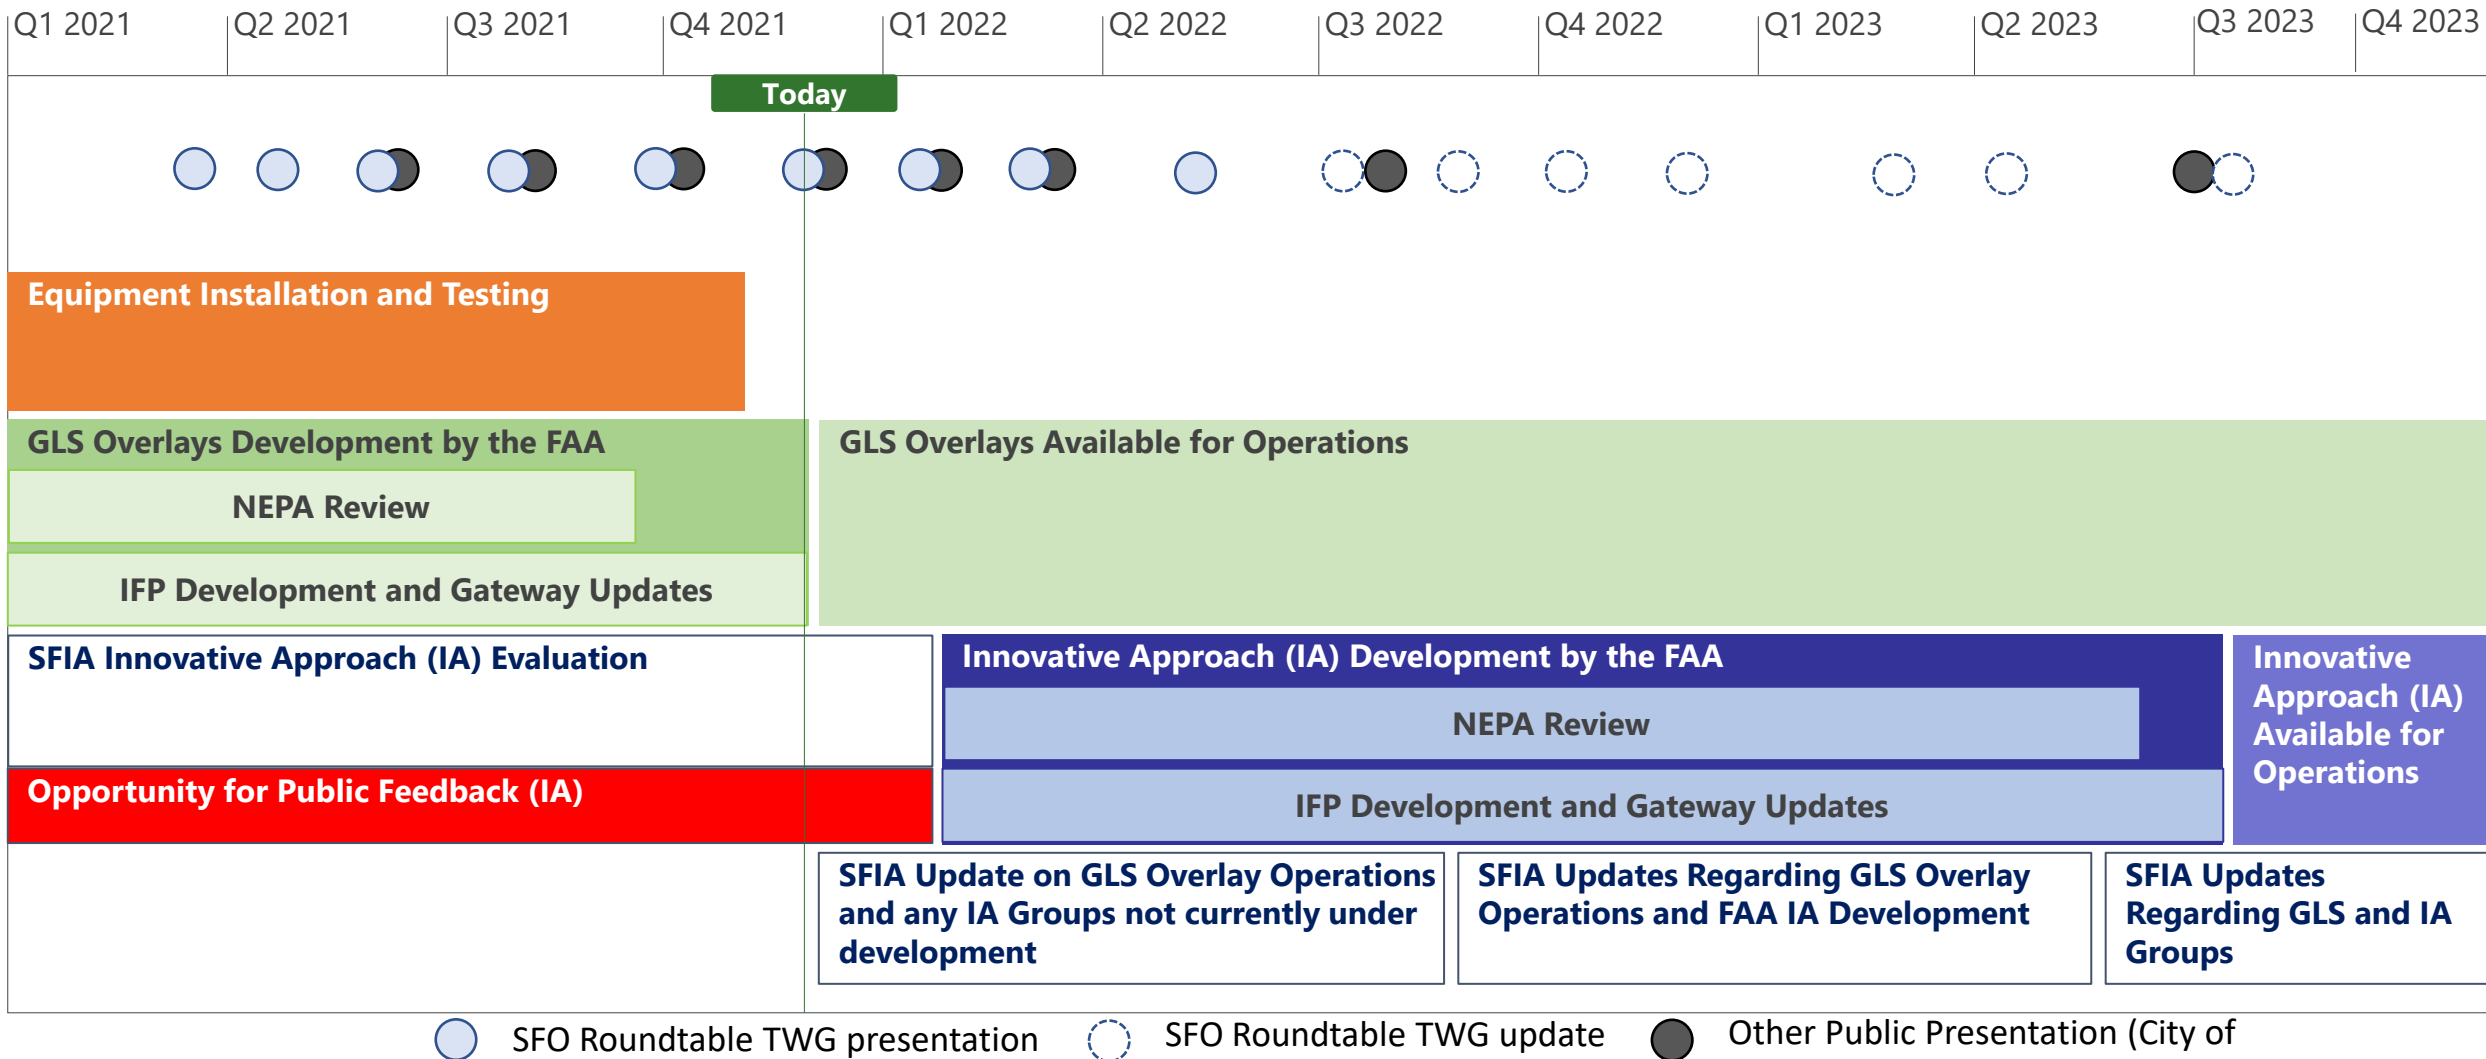 Q1 2021
Q2 2021
Q3 2021
Q4 2021
Q1 2022
Q2 2022
Q3 2022
Q4 2022
Q1 2023
Q2 2023
Q3 2023
Q4 2023
Today
Equipment Installation and Testing
GLS Overlays Development by the FAA
NEPA Review
IFP Development and Gateway Updates
GLS Overlays Available for Operations
SFIA Innovative Approach (IA) Evaluation
Opportunity for Public Feedback (IA)
Innovative Approach (IA) Development by the FAA
NEPA Review
IFP Development and Gateway Updates
Innovative
Approach (IA)
Available for
Operations
SFIA Update on GLS Overlay Operations
and any IA Groups not currently under
development
SFIA Updates Regarding GLS Overlay
Operations and FAA IA Development
SFIA Updates
Regarding GLS and IA
Groups
SFO Roundtable TWG presentation
SFO Roundtable TWG update
Other Public Presentation (City of